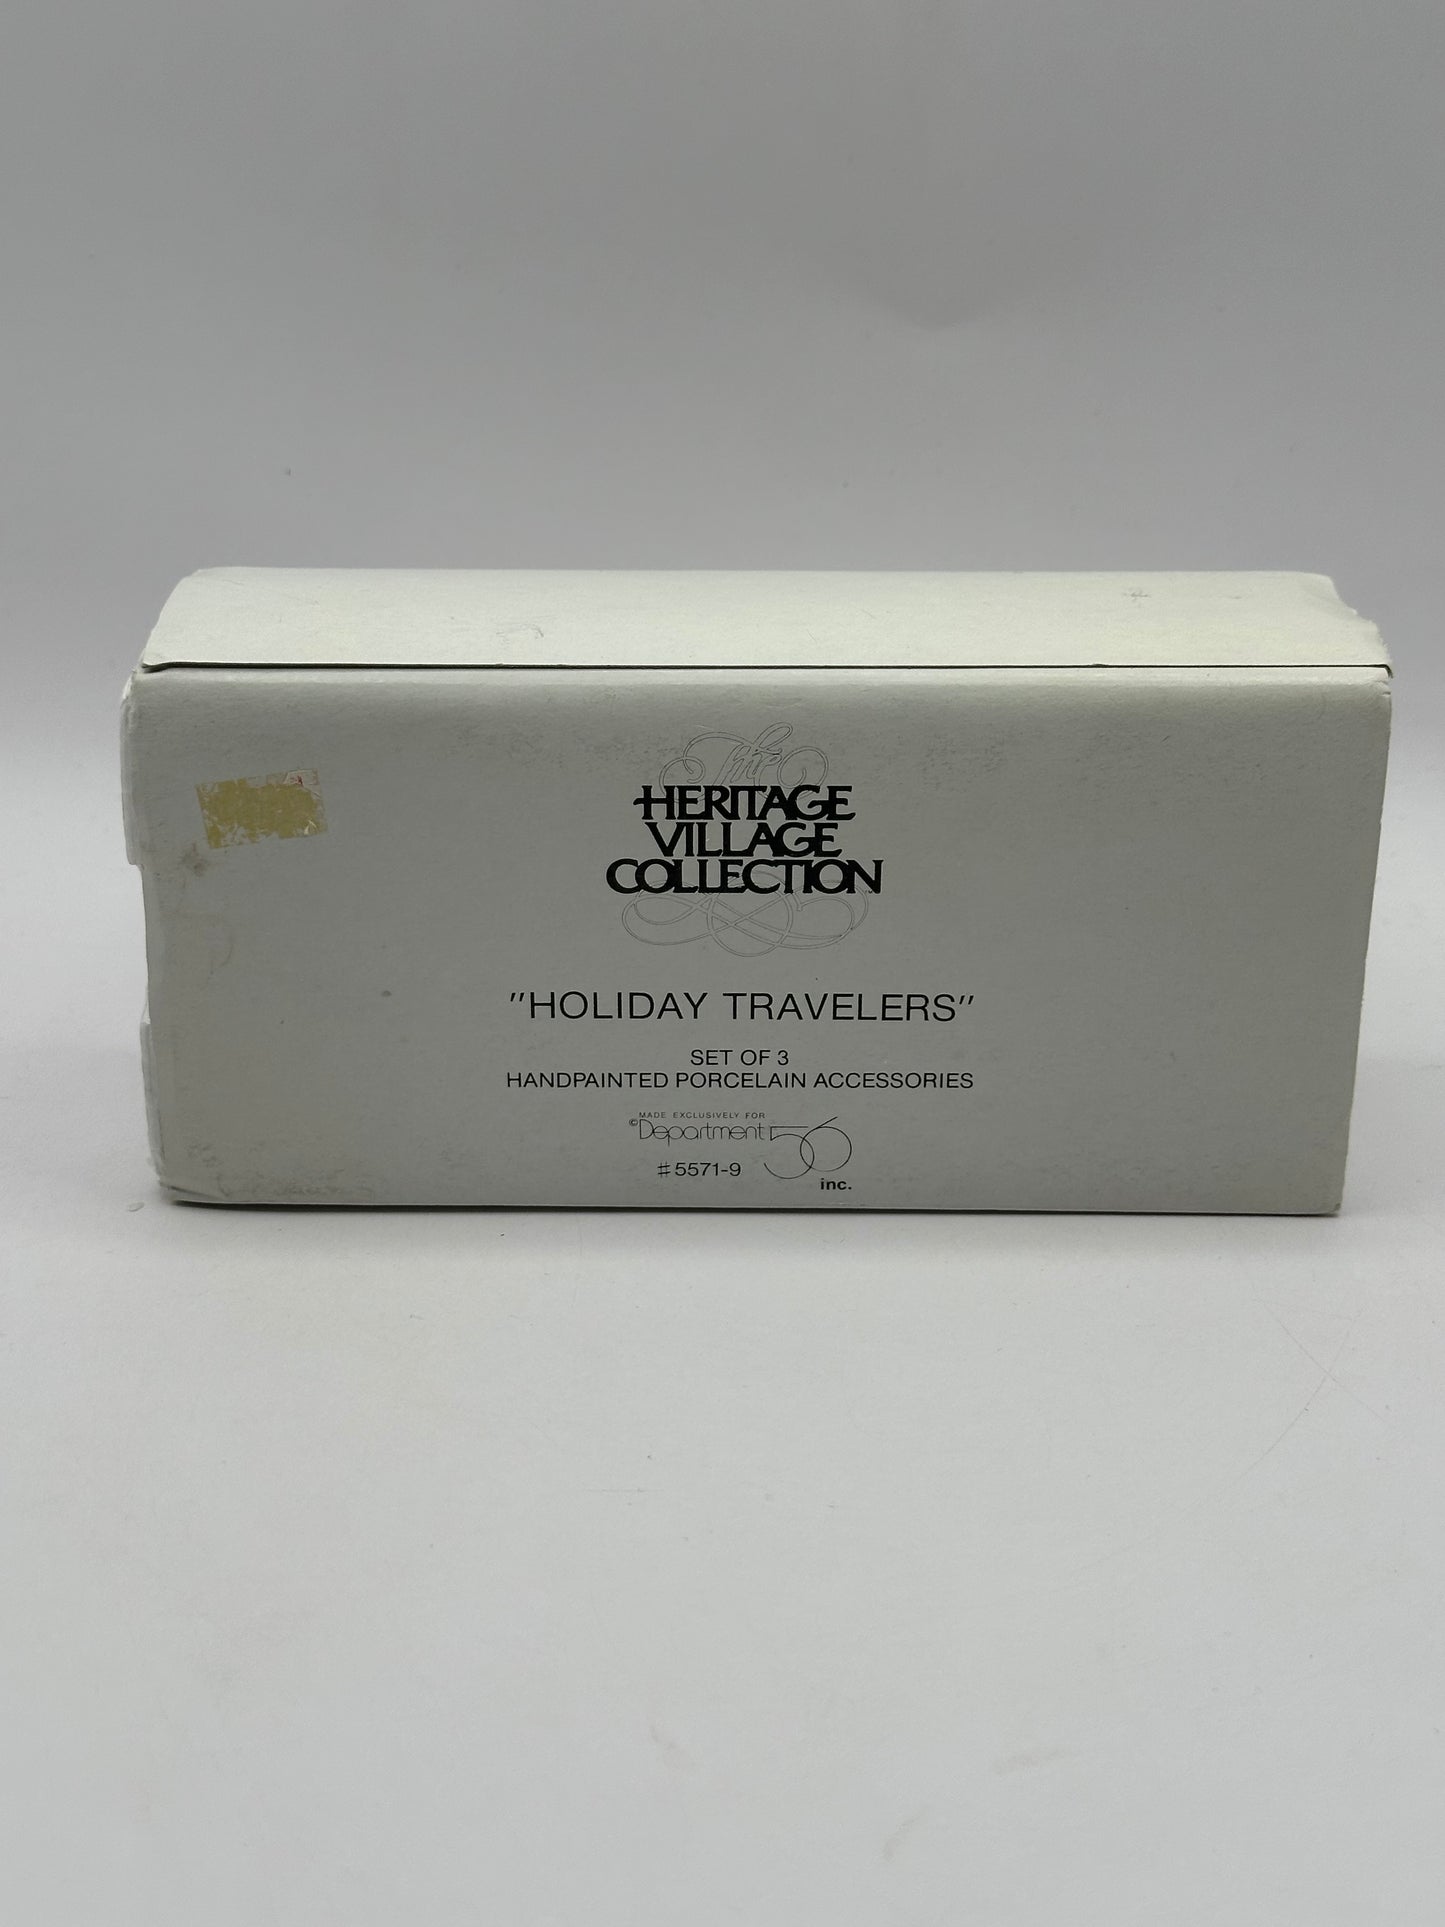 The
HERITAGE
VILLAGE
COLLECTION
"HOLIDAY TRAVELERS"
SET OF 3
HANDPAINTED PORCELAIN ACCESSORIES
MADE EXCLUSIVELY FOR
©Department 56
#5571-9
inc.